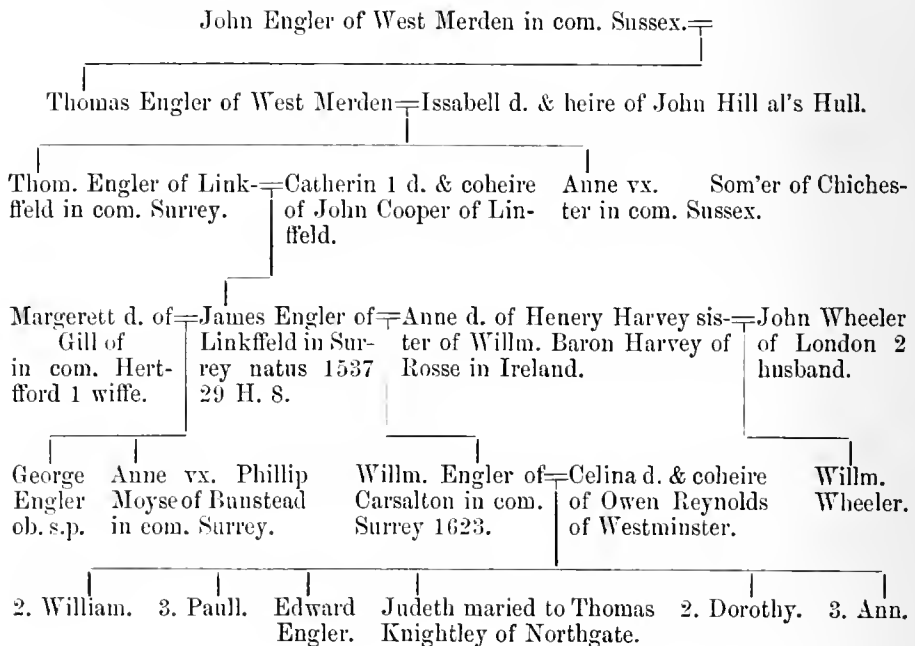 John Engler of West Merden in com. Sussex.
Thomas Engler of West Merden Issabell d. & heire of John Hill al's Hull.
Thom. Engler of Link-
ffeld in com. Surrey.
Catherin 1 d. & coheire
of John Cooper of Lin-
ffeld.
Anne vx. Som'er of Chiches-
ter in com. Sussex.
Margerett d. of
Gill of
in com. Hert-
fford 1 wiffe.
James Engler of
Linkffeld in Sur-
rey natus 1537
29 H. 8.
Anne d. of Henery Harvey sis-
ter of Willm. Baron Harvey of
Rosse in Ireland.
John Wheeler
of London 2
husband.
George
Engler
ob. s.p.
Anne vx. Phillip
Moyse of Banstead
in com. Surrey.
Willm. Engler of
Carsalton in com.
Surrey 1623.
Celina d. & coheire
of Owen Reynolds
of Westminster.
Willm.
Wheeler.
2. William.
3. Paull.
Edward
Engler.
Judeth maried to Thomas
Knightley of Northgate.
2. Dorothy.
3. Ann.